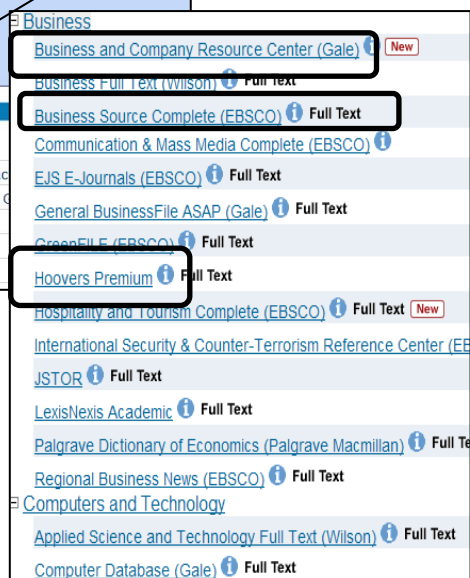 Business
Business and Company Resource Center (Gale) New
Business Full Text (Wilson) Full Text
Business Source Complete (EBSCO) Full Text
Communication & Mass Media Complete (EBSCO)
EJS E-Journals (EBSCO) Full Text
General BusinessFile ASAP (Gale) Full Text
GreenFILE (EBSCO) Full Text
Hoovers Premium Full Text
Hospitality and Tourism Complete (EBSCO) Full Text New
International Security & Counter-Terrorism Reference Center (EB
JSTOR Full Text
LexisNexis Academic Full Text
Palgrave Dictionary of Economics (Palgrave Macmillan) Full Te
Regional Business News (EBSCO) Full Text
Computers and Technology
Applied Science and Technology Full Text (Wilson) Full Text
Computer Database (Gale) Full Text